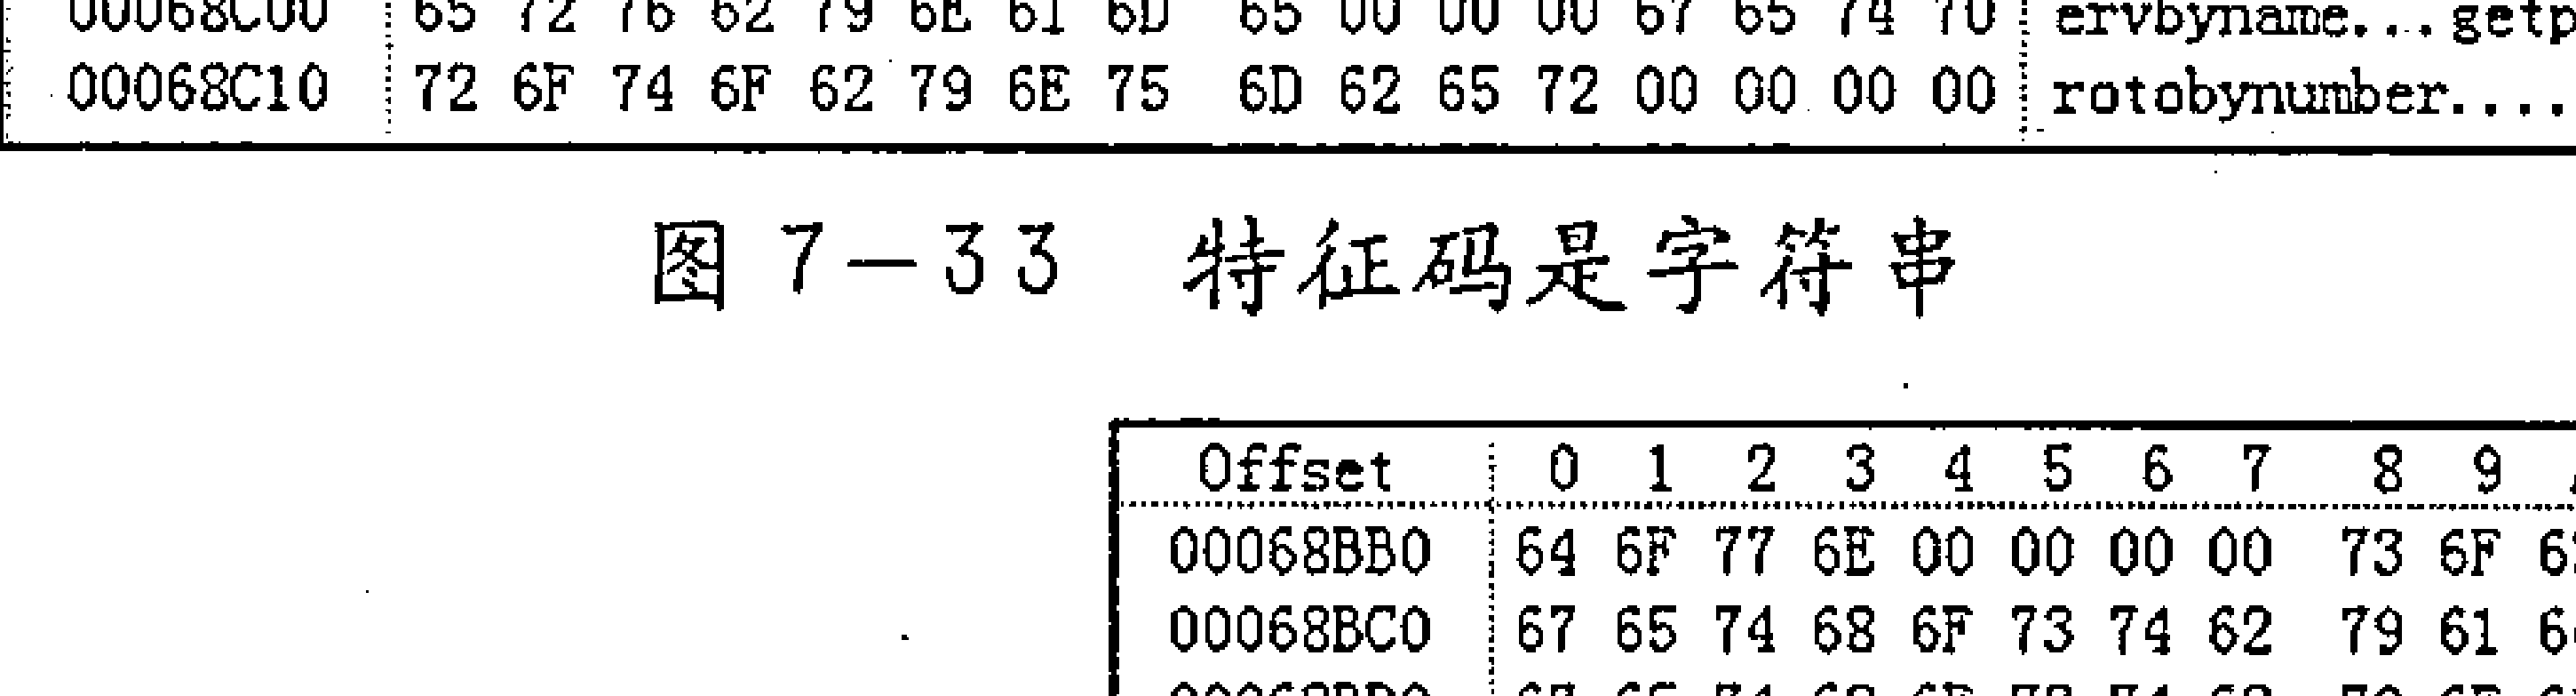 00068C00 65 72 76 62 79 6E 61 6D 65 00 00 00 67 65 74 70 ervbyname...getp
00068C10 72 6F 74 6F 62 79 6E 75 6D 62 65 72 00 00 00 00 rotobynumber....
图 7-33 特征码是字符串
Offset 0 1 2 3 4 5 6 7 8 9
00068BB0 64 6F 77 6E 00 00 00 00 73 6F
00068BC0 67 65 74 68 6F 73 74 62 79 61